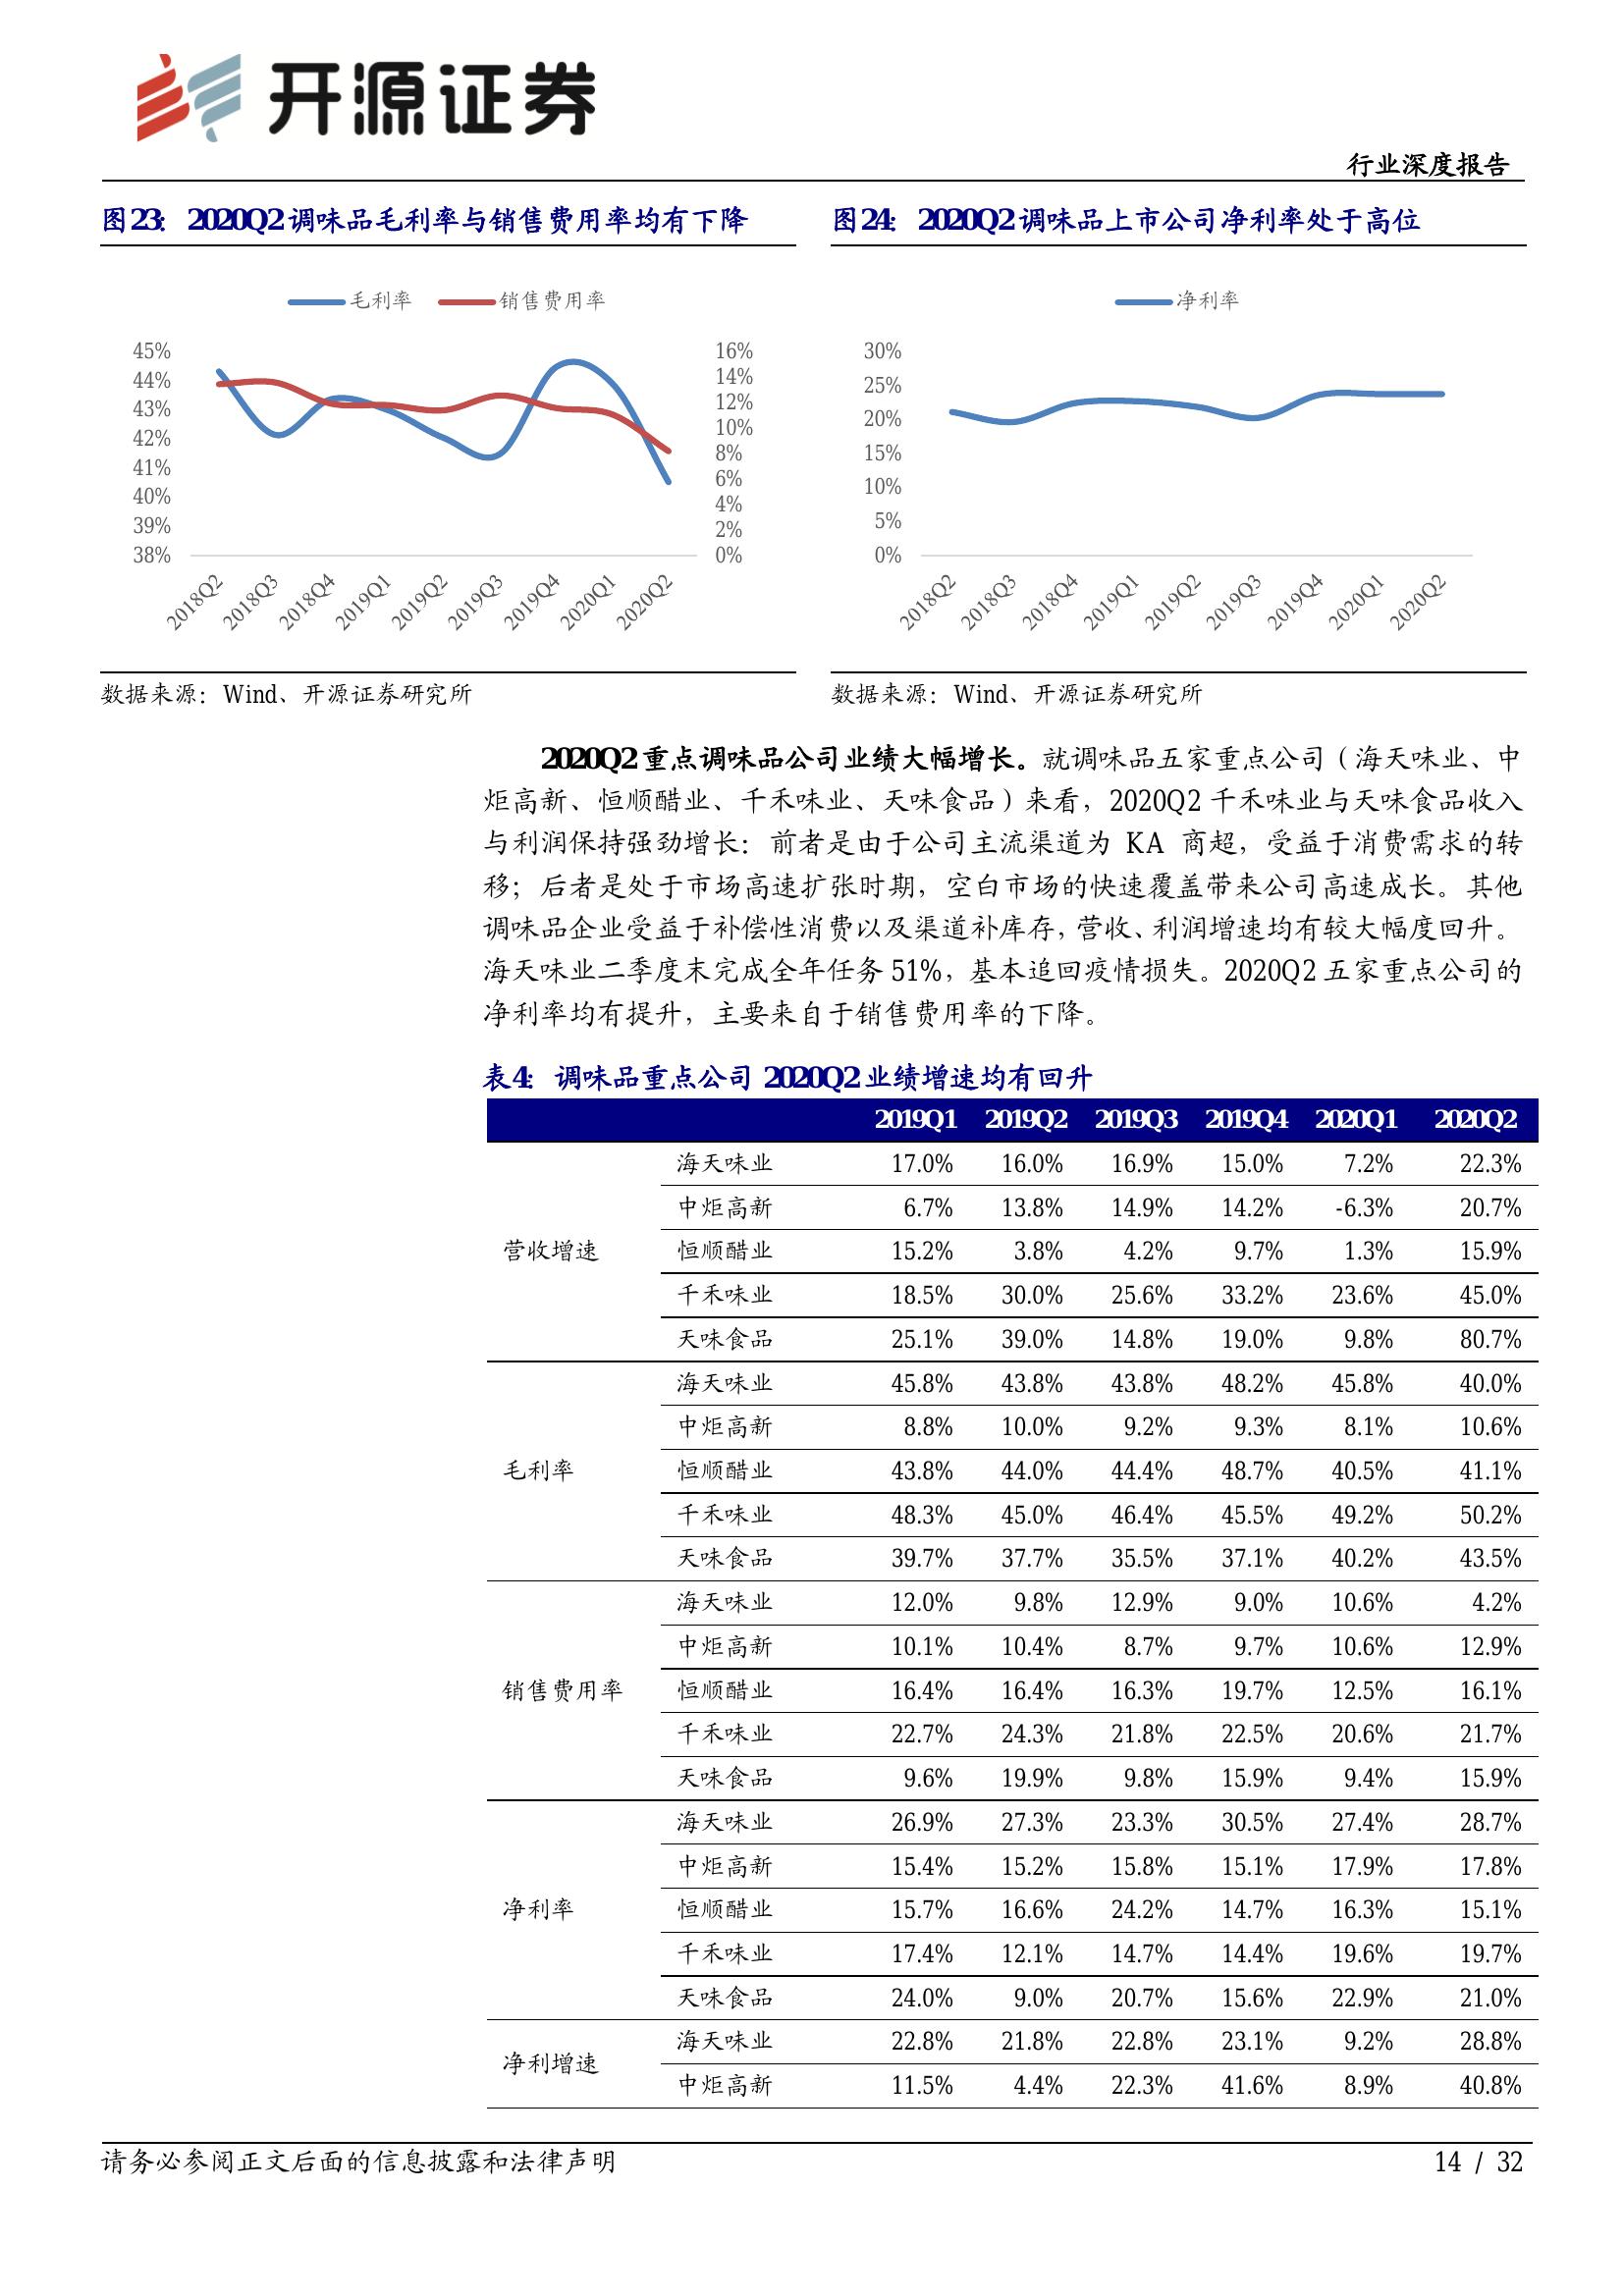 开源证券
行业深度报告
图23： 2020Q2调味品毛利率与销售费用率均有下降
毛利率 销售费用率
45%
44%
43%
42%
41%
40%
39%
38%
16%
14%
12%
10%
8%
6%
4%
2%
0%
2018Q2 2018Q3 2018Q4 2019Q1 2019Q2 2019Q3 2019Q4 2020Q1 2020Q2
数据来源：Wind、开源证券研究所
图24： 2020Q2调味品上市公司净利率处于高位
净利率
30%
25%
20%
15%
10%
5%
0%
2018Q2 2018Q3 2018Q4 2019Q1 2019Q2 2019Q3 2019Q4 2020Q1 2020Q2
数据来源：Wind、开源证券研究所
2020Q2重点调味品公司业绩大幅增长。就调味品五家重点公司（海天味业、中
炬高新、恒顺醋业、千禾味业、天味食品）来看，2020Q2 千禾味业与天味食品收入
与利润保持强劲增长：前者是由于公司主流渠道为 KA 商超，受益于消费需求的转
移；后者是处于市场高速扩张时期，空白市场的快速覆盖带来公司高速成长。其他
调味品企业受益于补偿性消费以及渠道补库存，营收、利润增速均有较大幅度回升。
海天味业二季度末完成全年任务 51%，基本追回疫情损失。2020Q2 五家重点公司的
净利率均有提升，主要来自于销售费用率的下降。
表4： 调味品重点公司 2020Q2业绩增速均有回升
2019Q1 2019Q2 2019Q3 2019Q4 2020Q1 2020Q2
营收增速
海天味业 17.0% 16.0% 16.9% 15.0% 7.2% 22.3%
中炬高新 6.7% 13.8% 14.9% 14.2% -6.3% 20.7%
恒顺醋业 15.2% 3.8% 4.2% 9.7% 1.3% 15.9%
千禾味业 18.5% 30.0% 25.6% 33.2% 23.6% 45.0%
天味食品 25.1% 39.0% 14.8% 19.0% 9.8% 80.7%
毛利率
海天味业 45.8% 43.8% 43.8% 48.2% 45.8% 40.0%
中炬高新 8.8% 10.0% 9.2% 9.3% 8.1% 10.6%
恒顺醋业 43.8% 44.0% 44.4% 48.7% 40.5% 41.1%
千禾味业 48.3% 45.0% 46.4% 45.5% 49.2% 50.2%
天味食品 39.7% 37.7% 35.5% 37.1% 40.2% 43.5%
销售费用率
海天味业 12.0% 9.8% 12.9% 9.0% 10.6% 4.2%
中炬高新 10.1% 10.4% 8.7% 9.7% 10.6% 12.9%
恒顺醋业 16.4% 16.4% 16.3% 19.7% 12.5% 16.1%
千禾味业 22.7% 24.3% 21.8% 22.5% 20.6% 21.7%
天味食品 9.6% 19.9% 9.8% 15.9% 9.4% 15.9%
净利率
海天味业 26.9% 27.3% 23.3% 30.5% 27.4% 28.7%
中炬高新 15.4% 15.2% 15.8% 15.1% 17.9% 17.8%
恒顺醋业 15.7% 16.6% 24.2% 14.7% 16.3% 15.1%
千禾味业 17.4% 12.1% 14.7% 14.4% 19.6% 19.7%
天味食品 24.0% 9.0% 20.7% 15.6% 22.9% 21.0%
净利增速
海天味业 22.8% 21.8% 22.8% 23.1% 9.2% 28.8%
中炬高新 11.5% 4.4% 22.3% 41.6% 8.9% 40.8%
请务必参阅正文后面的信息披露和法律声明
14 / 32